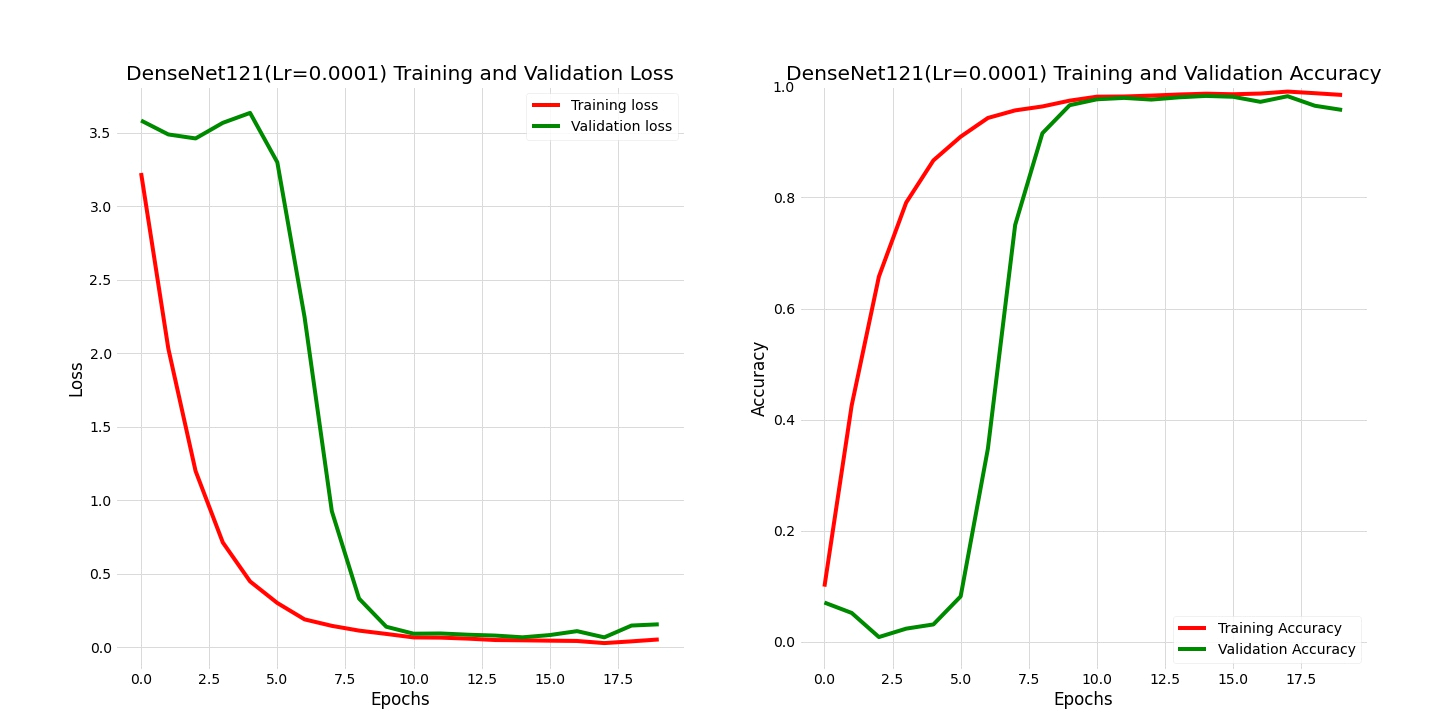 DenseNet121(Lr=0.0001) Training and Validation Loss
Training loss
Validation loss
3.5
3.0
2.5
2.0
1.5
1.0
0.5
0.0
Loss
0.0 2.5 5.0 7.5 10.0 12.5 15.0 17.5
Epochs
DenseNet121(Lr=0.0001) Training and Validation Accuracy
1.0
0.8
0.6
0.4
0.2
0.0
Accuracy
Training Accuracy
Validation Accuracy
0.0 2.5 5.0 7.5 10.0 12.5 15.0 17.5
Epochs